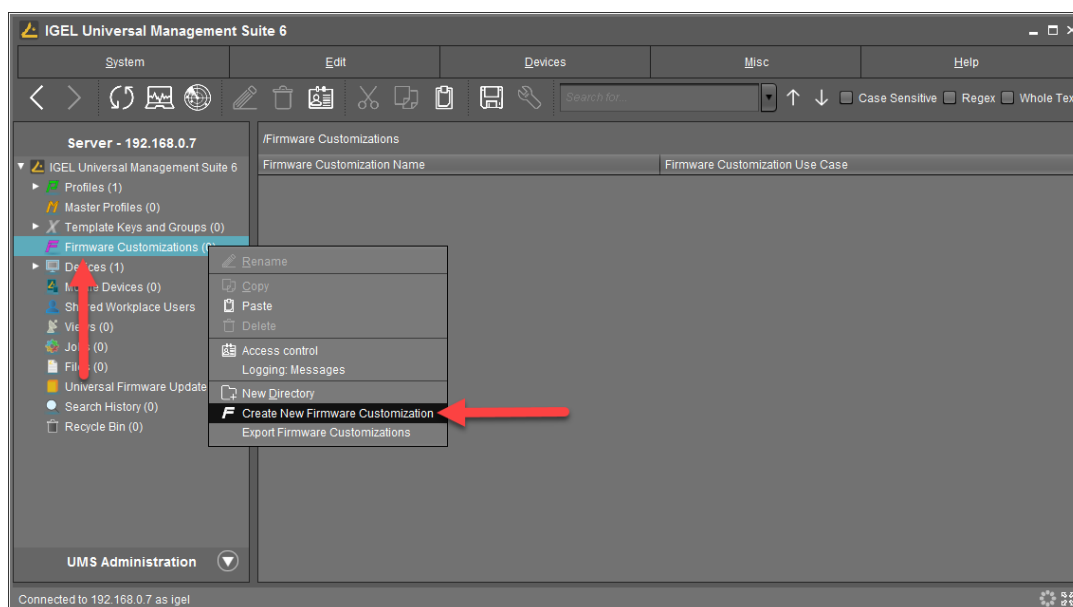 IGEL Universal Management Suite 6
System Edit Devices Misc Help
Search for...
Case Sensitive Regex Whole Tex
Server - 192.168.0.7
/Firmware Customizations
IGEL Universal Management Suite 6
Firmware Customization Name Firmware Customization Use Case
Profiles (1)
Master Profiles (0)
Template Keys and Groups (0)
Firmware Customizations
Devices (1)
Devices (0)
Shared Workplace Users
Views (0)
Jobs (0)
Files (0)
Universal Firmware Update
Search History (0)
Recycle Bin (0)
Rename
Copy
Paste
Delete
Access control
Logging: Messages
New Directory
Create New Firmware Customization
Export Firmware Customizations
UMS Administration
Connected to 192.168.0.7 as igel